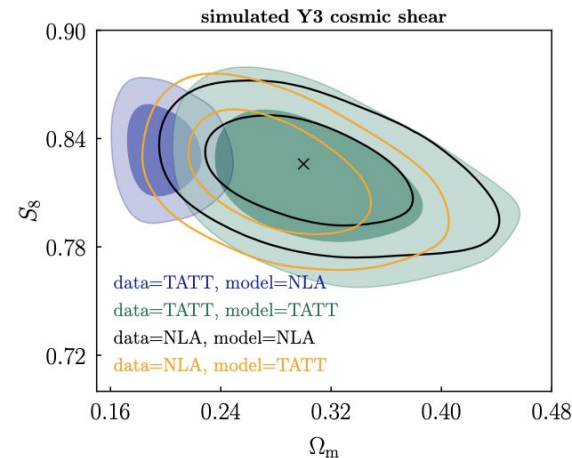 simulated Y3 cosmic shear
0.90
0.84
0.78
0.72
S₈
data=TATT, model=NLA
data=TATT, model=TATT
data=NLA, model=NLA
data=NLA, model=TATT
0.16 0.24 0.32 0.40 0.48
Ωₘ